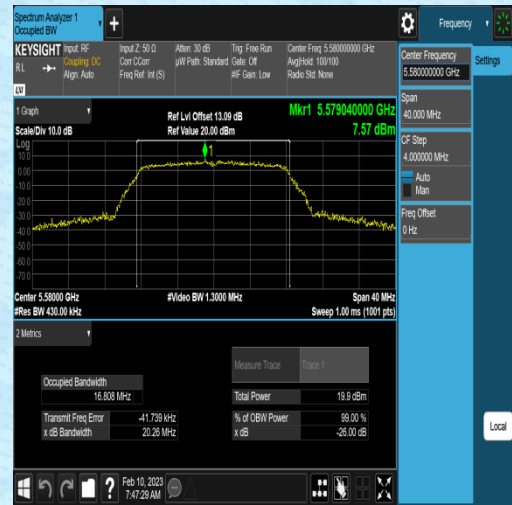 Spectrum Analyzer 1
Occupied BW
+
Frequency
KEYSIGHT
RL
Input: RF
Coupling: DC
Align: Auto
Input Z: 50 Ω
Corr CCorr
Freq Ref: Int (S)
Atten: 30 dB
µW Path: Standard
Trig: Free Run
Gate: Off
#IF Gain: Low
Center Freq: 5.580000000 GHz
Avg|Hold: 100/100
Radio Std: None
LXI
1 Graph
Scale/Div 10.0 dB
Ref Lvl Offset 13.09 dB
Ref Value 20.00 dBm
Mkr1 5.579040000 GHz
7.57 dBm
Log
10.0
0.00
-10.0
-20.0
-30.0
-40.0
-50.0
-60.0
-70.0
1
Center 5.58000 GHz
#Res BW 430.00 kHz
#Video BW 1.3000 MHz
Span 40 MHz
Sweep 1.00 ms (1001 pts)
2 Metrics
Measure Trace
Trace 1
Occupied Bandwidth
16.808 MHz
Total Power
19.9 dBm
Transmit Freq Error
-41.739 kHz
% of OBW Power
99.00 %
x dB Bandwidth
20.26 MHz
x dB
-26.00 dB
Center Frequency
5.580000000 GHz
Settings
Span
40.000 MHz
CF Step
4.000000 MHz
Auto
Man
Freq Offset
0 Hz
Local
?
Feb 10, 2023
7:47:29 AM